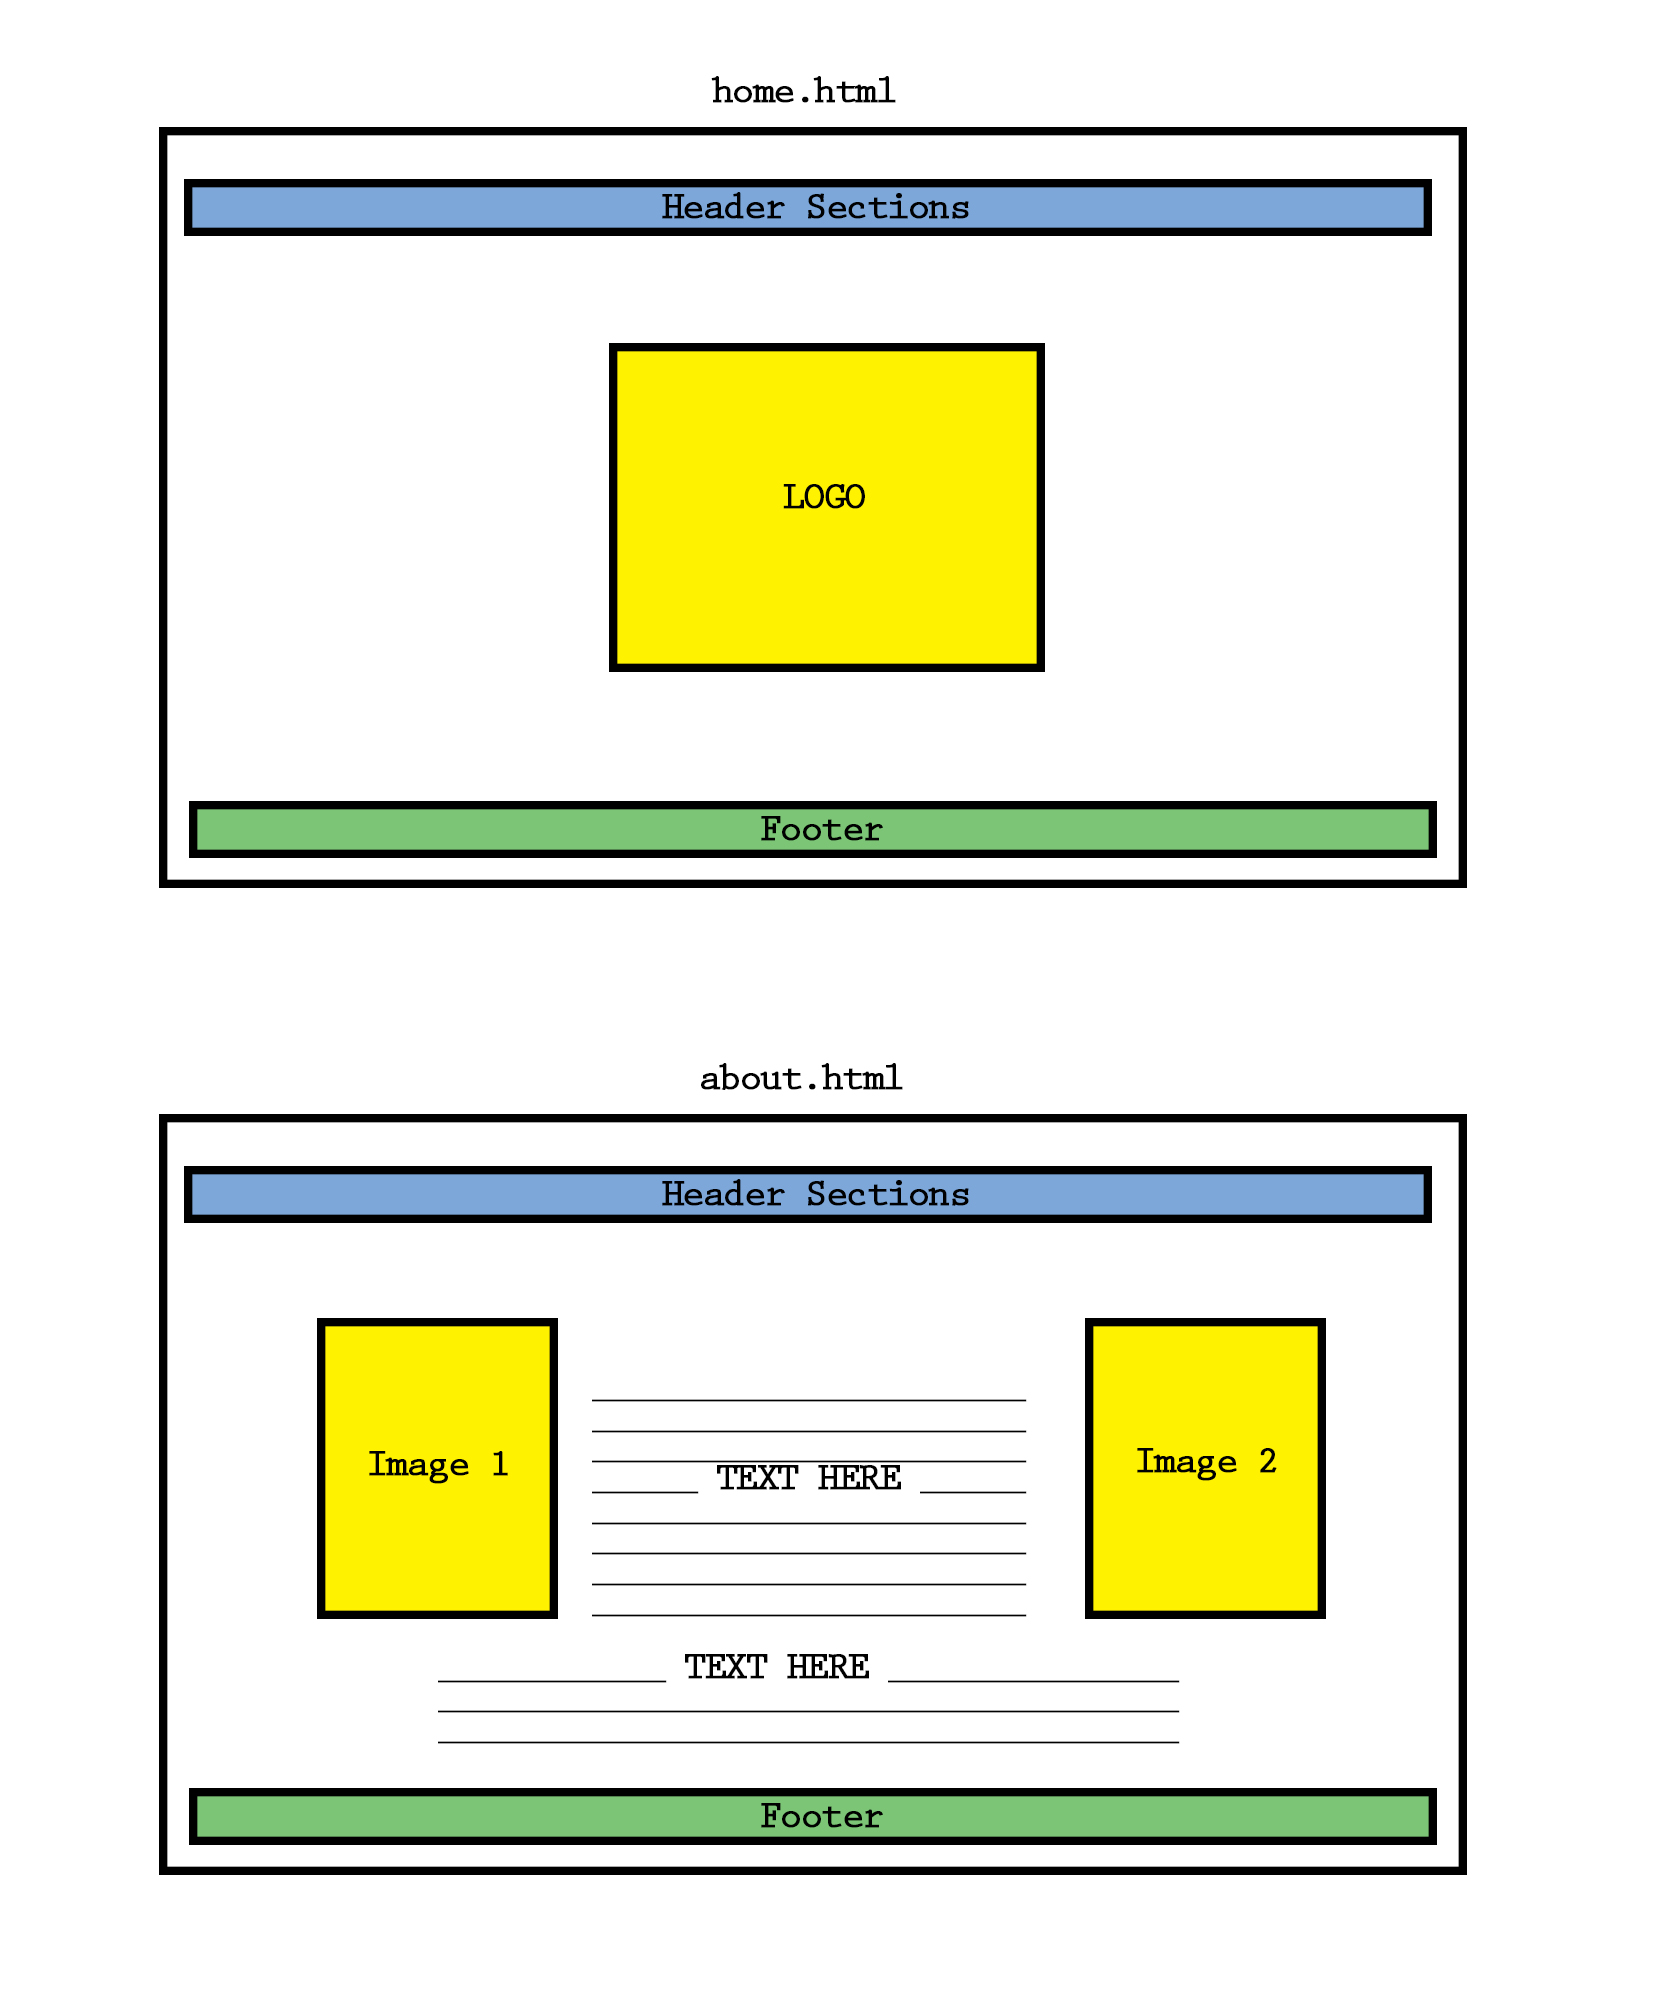 home.html
Header Sections
LOGO
Footer
about.html
Header Sections
Image 1
TEXT HERE
Image 2
TEXT HERE
Footer